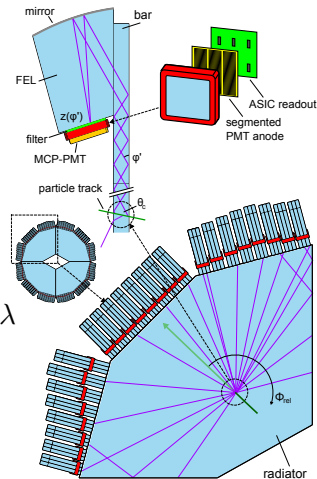 mirror
bar
FEL
z(φ')
filter
MCP-PMT
φ'
ASIC readout
segmented
PMT anode
particle track
θc
λ
Φrel
radiator